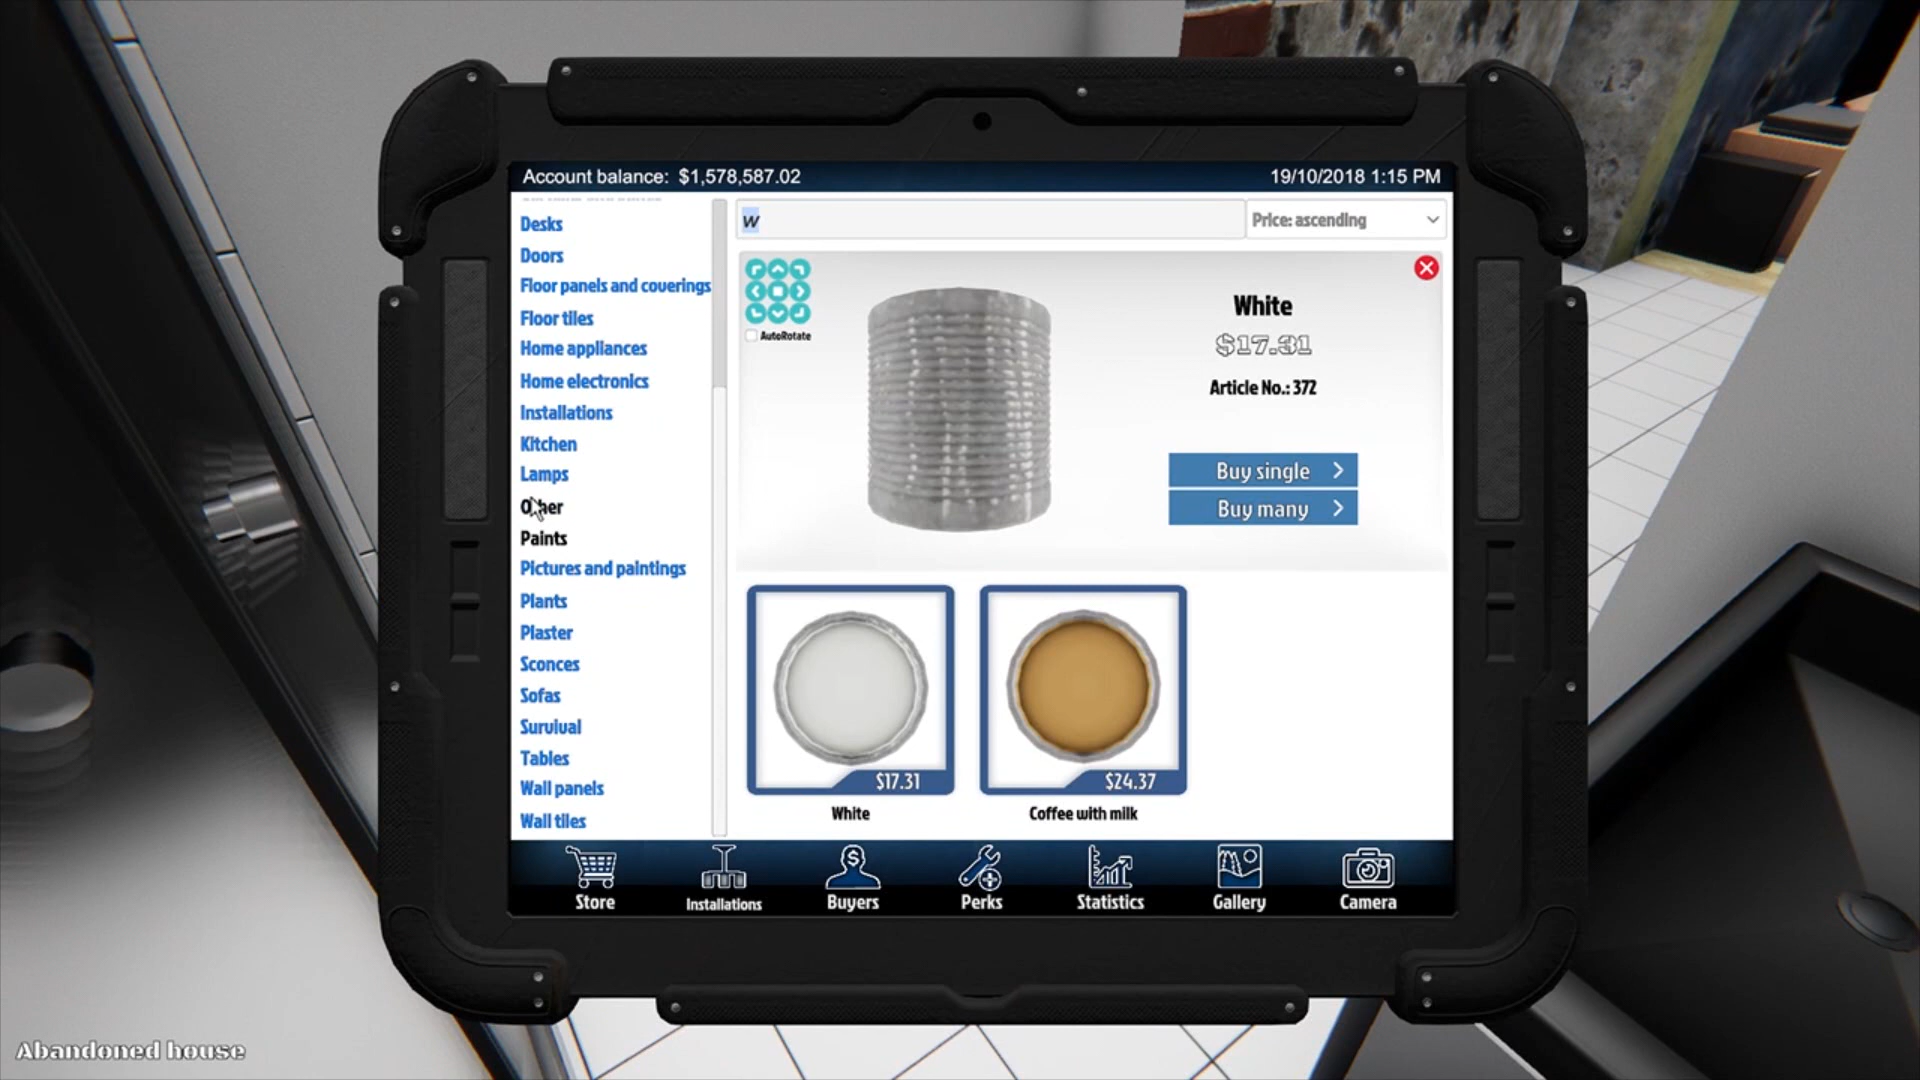 Account balance: $1,578,587.02
19/10/2018 1:15 PM
Desks
Doors
Floor panels and coverings
Floor tiles
Home appliances
Home electronics
Installations
Kitchen
Lamps
Other
Paints
Pictures and paintings
Plants
Plaster
Sconces
Sofas
Survival
Tables
Wall panels
Wall tiles
w
Price: ascending
AutoRotate
White
$17.31
Article No.: 372
Buy single
Buy many
$17.31
White
$24.37
Coffee with milk
Store
Installations
Buyers
Perks
Statistics
Gallery
Camera
Abandoned house